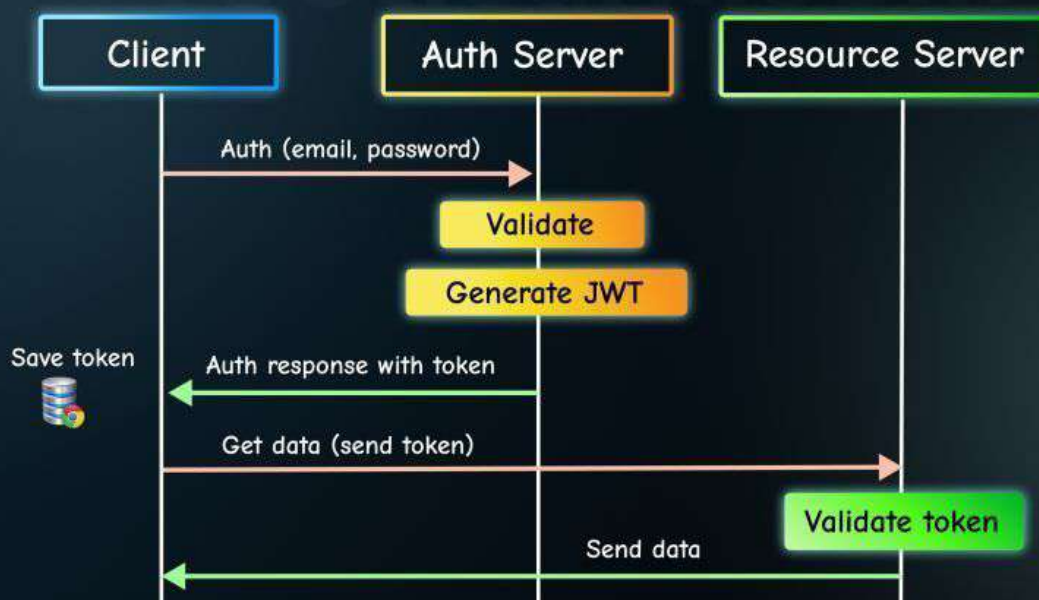 Client
Auth Server
Resource Server
Auth (email, password)
Validate
Generate JWT
Save token
Auth response with token
Get data (send token)
Validate token
Send data